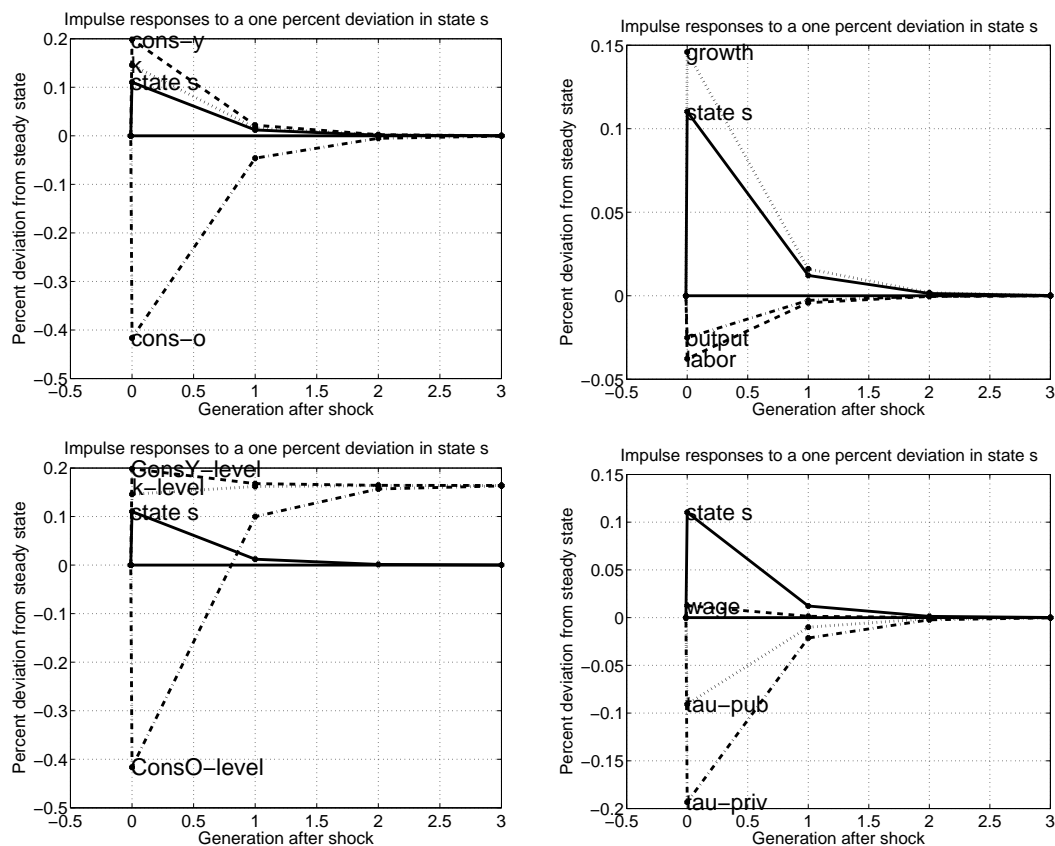 Impulse responses to a one percent deviation in state s
Percent deviation from steady state
0.2
0.1
0
−0.1
−0.2
−0.3
−0.4
−0.5
cons−y
k
state s
cons−o
−0.5 0 0.5 1 1.5 2 2.5 3
Generation after shock
Impulse responses to a one percent deviation in state s
Percent deviation from steady state
0.15
0.1
0.05
0
−0.05
growth
state s
output
labor
−0.5 0 0.5 1 1.5 2 2.5 3
Generation after shock
Impulse responses to a one percent deviation in state s
Percent deviation from steady state
0.2
0.1
0
−0.1
−0.2
−0.3
−0.4
−0.5
ConsY−level
k−level
state s
ConsO−level
−0.5 0 0.5 1 1.5 2 2.5 3
Generation after shock
Impulse responses to a one percent deviation in state s
Percent deviation from steady state
0.15
0.1
0.05
0
−0.05
−0.1
−0.15
−0.2
state s
wage
tau−pub
tau−priv
−0.5 0 0.5 1 1.5 2 2.5 3
Generation after shock